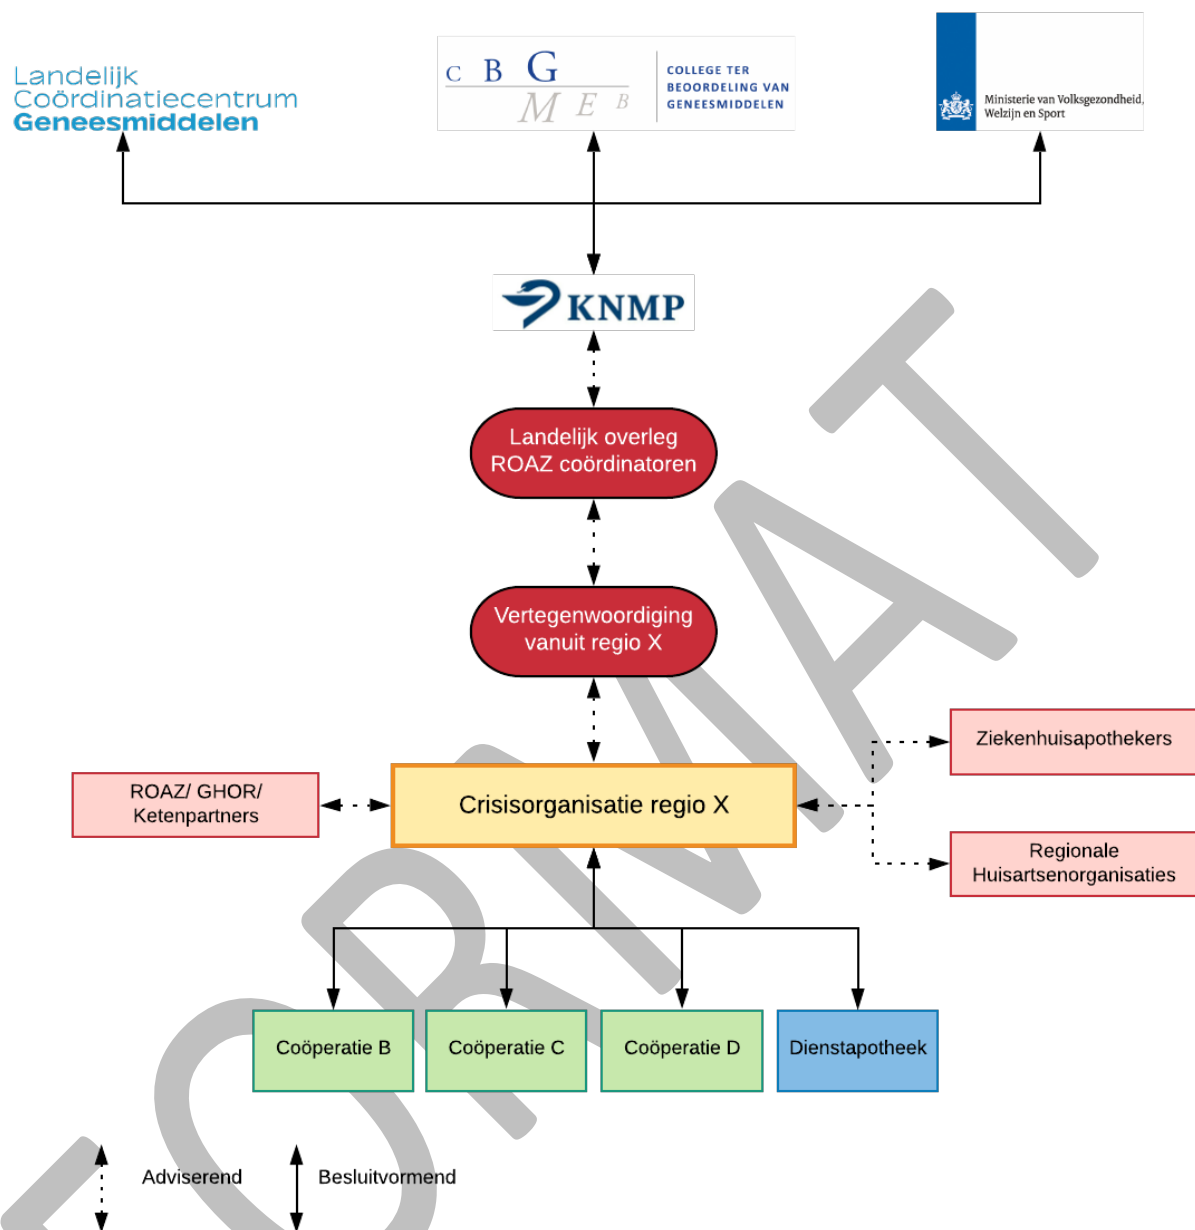 Landelijk
Coördinatiecentrum
Geneesmiddelen
C B G
M E B
COLLEGE TER
BEOORDELING VAN
GENEESMIDDELEN
Ministerie van Volksgezondheid,
Welzijn en Sport
KNMP
Landelijk overleg
ROAZ coördinatoren
Vertegenwoordiging
vanuit regio X
Ziekenhuisapothekers
ROAZ/ GHOR/
Ketenpartners
Crisisorganisatie regio X
Regionale
Huisartsenorganisaties
Coöperatie B
Coöperatie C
Coöperatie D
Dienstapotheek
Adviserend
Besluitvormend
FORMAT